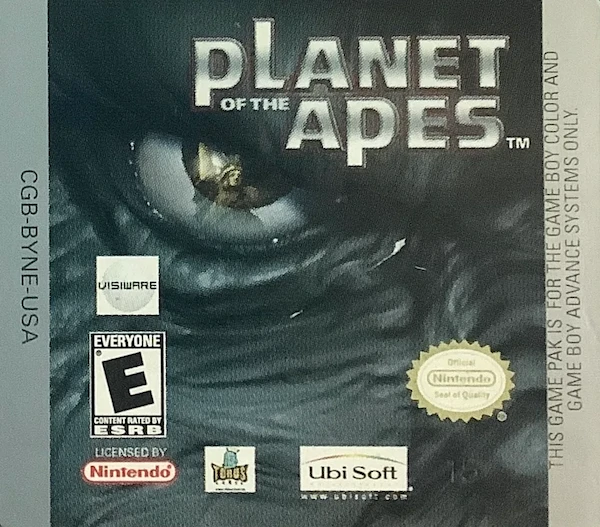 PLANET
OF THE
APES TM
CGB-BYNE-USA
THIS GAME PAK IS FOR THE GAME BOY COLOR AND
GAME BOY ADVANCE SYSTEMS ONLY.
VISIWARE
EVERYONE
E
CONTENT RATED BY
ESRB
Official
Nintendo
Seal of Quality
LICENSED BY
Nintendo®
TORUS
GAMES
Ubi Soft
www.ubisoft.com